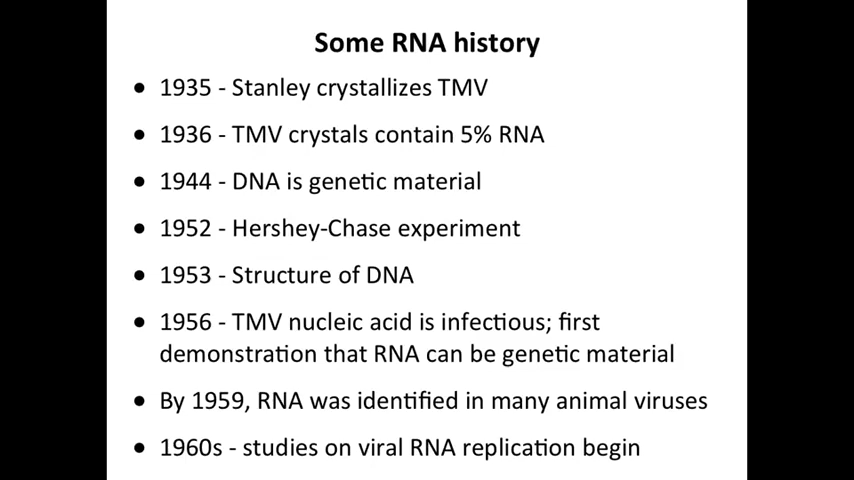 Some RNA history
• 1935 - Stanley crystallizes TMV
• 1936 - TMV crystals contain 5% RNA
• 1944 - DNA is genetic material
• 1952 - Hershey-Chase experiment
• 1953 - Structure of DNA
• 1956 - TMV nucleic acid is infectious; first
demonstration that RNA can be genetic material
• By 1959, RNA was identified in many animal viruses
• 1960s - studies on viral RNA replication begin